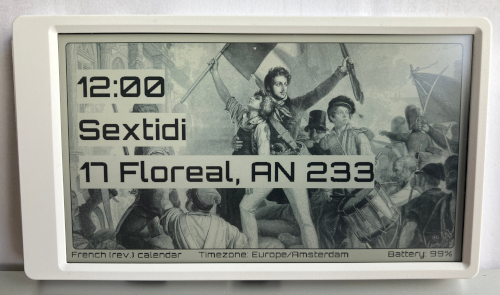 12:00
Sextidi
17 Floreal, AN 233
French (rev.) calendar Timezone: Europe/Amsterdam Battery: 99%